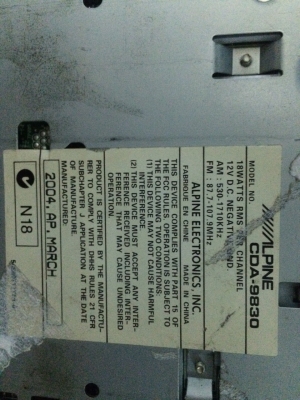 ALPINE
MODEL NO. CDA-9830
18WATTS RMS PER CHANNEL
12V D.C. NEGATIVE GND.
AM : 530-1710KHz
FM : 87.7-107.9MHz
ALPINE ELECTRONICS, INC.
FABRIQUE EN CHINE MADE IN CHINA
THIS DEVICE COMPLIES WITH PART 15 OF
THE FCC RULES OPERATION IS SUBJECT TO
THE FOLLOWING TWO CONDITIONS:
(1) THIS DEVICE MAY NOT CAUSE HARMFUL
INTERFERENCE.
(2) THIS DEVICE MUST ACCEPT ANY INTER-
FERENCE RECEIVED INCLUDING INTER-
FERENCE THAT MAY CAUSE UNDESIRED
OPERATION.
PRODUCT IS CERTIFIED BY THE MANUFACTU-
RER TO COMPLY WITH DHHS RULES 21 CFR
SUBCHAPTER J APPLICATION AT THE DATE
OF MANUFACTURE.
MANUFACTURED:
2004, AP, MARCH
N18